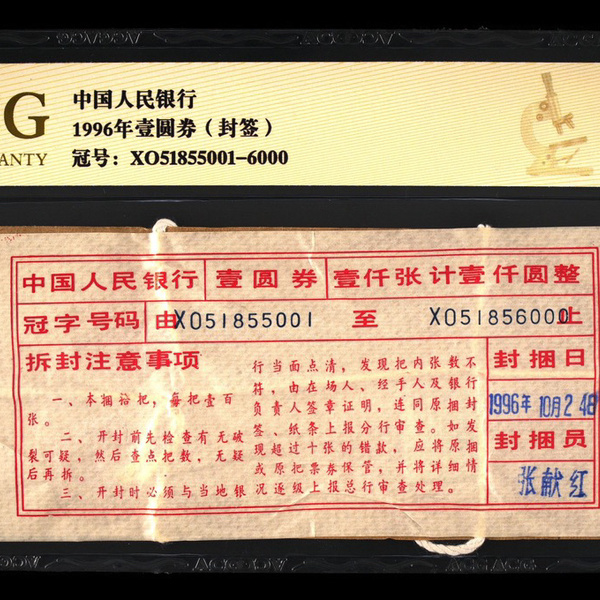 G
ANTY
中国人民银行
1996年壹圆券（封签）
冠号：XO51855001-6000
中国人民银行 壹圆券 壹仟张计壹仟圆整
冠字号码 由XO51855001 至 XO51856000止
拆封注意事项
一、本捆拾把，每把壹百
张。
二、开封前先检查有无破
裂可疑，然后查点把数，无疑
后再拆。
三、开封时必须与当地银
行当面点清，发现把内张数不
符，由在场人、经手人及银行
负责人签章证明，连同原捆封
签、纸条上报分行审查。如发
现超过十张的错款，应将原捆
或原把票券保管，并将详细情
况逐级上报总行审查处理。
封捆日
1996年10月24日
封捆员
张献红
ACGACG